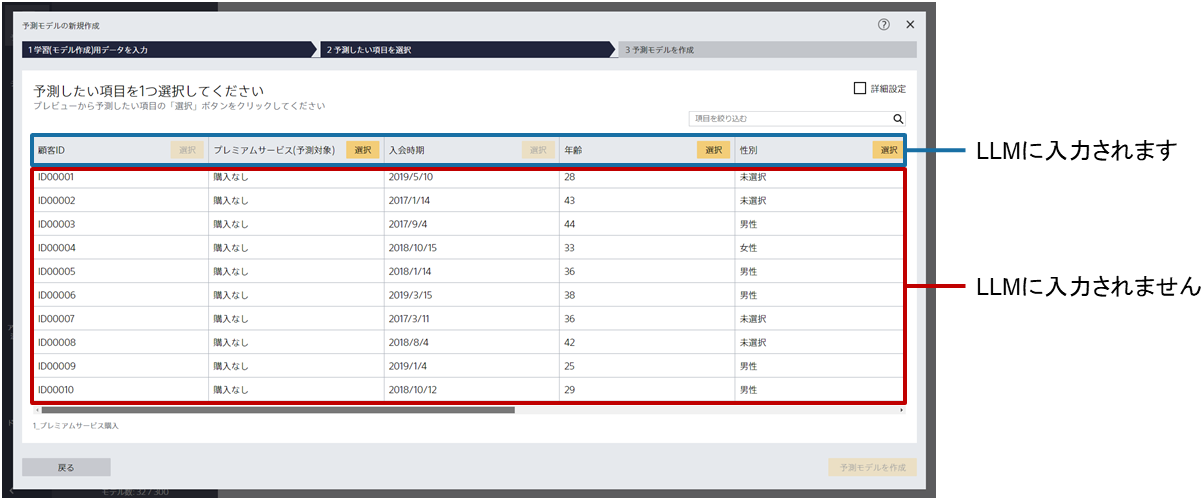 予測モデルの新規作成
1 学習(モデル作成)用データを入力
2 予測したい項目を選択
3 予測モデルを作成
予測したい項目を1つ選択してください
詳細設定
プレビューから予測したい項目の「選択」ボタンをクリックしてください
項目を絞り込む
顧客ID 選択 プレミアムサービス(予測対象) 選択 入会時期 選択 年齢 選択 性別 選択
LLMに入力されます
ID00001 購入なし 2019/5/10 28 未選択
ID00002 購入なし 2017/1/14 43 未選択
ID00003 購入なし 2017/9/4 44 男性
ID00004 購入なし 2018/10/15 33 女性
ID00005 購入なし 2018/1/14 36 男性
LLMに入力されません
ID00006 購入なし 2019/3/15 38 男性
ID00007 購入なし 2017/3/11 36 未選択
ID00008 購入なし 2018/8/4 42 未選択
ID00009 購入なし 2019/1/4 25 男性
ID00010 購入なし 2018/10/12 29 男性
1_プレミアムサービス購入
戻る
予測モデルを作成
モデル数: 32 / 300